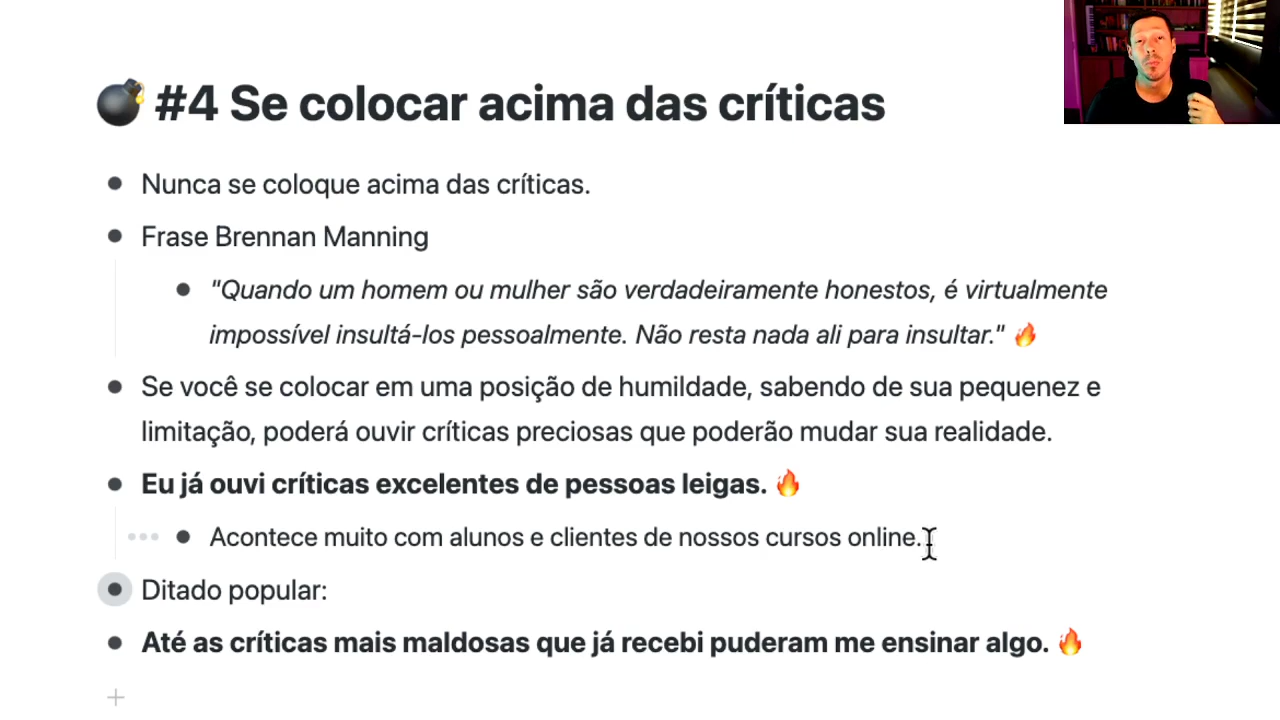 #4 Se colocar acima das críticas
Nunca se coloque acima das críticas.
Frase Brennan Manning
"Quando um homem ou mulher são verdadeiramente honestos, é virtualmente
impossível insultá-los pessoalmente. Não resta nada ali para insultar." 🔥
Se você se colocar em uma posição de humildade, sabendo de sua pequenez e
limitação, poderá ouvir críticas preciosas que poderão mudar sua realidade.
Eu já ouvi críticas excelentes de pessoas leigas. 🔥
Acontece muito com alunos e clientes de nossos cursos online.
Ditado popular:
Até as críticas mais maldosas que já recebi puderam me ensinar algo. 🔥